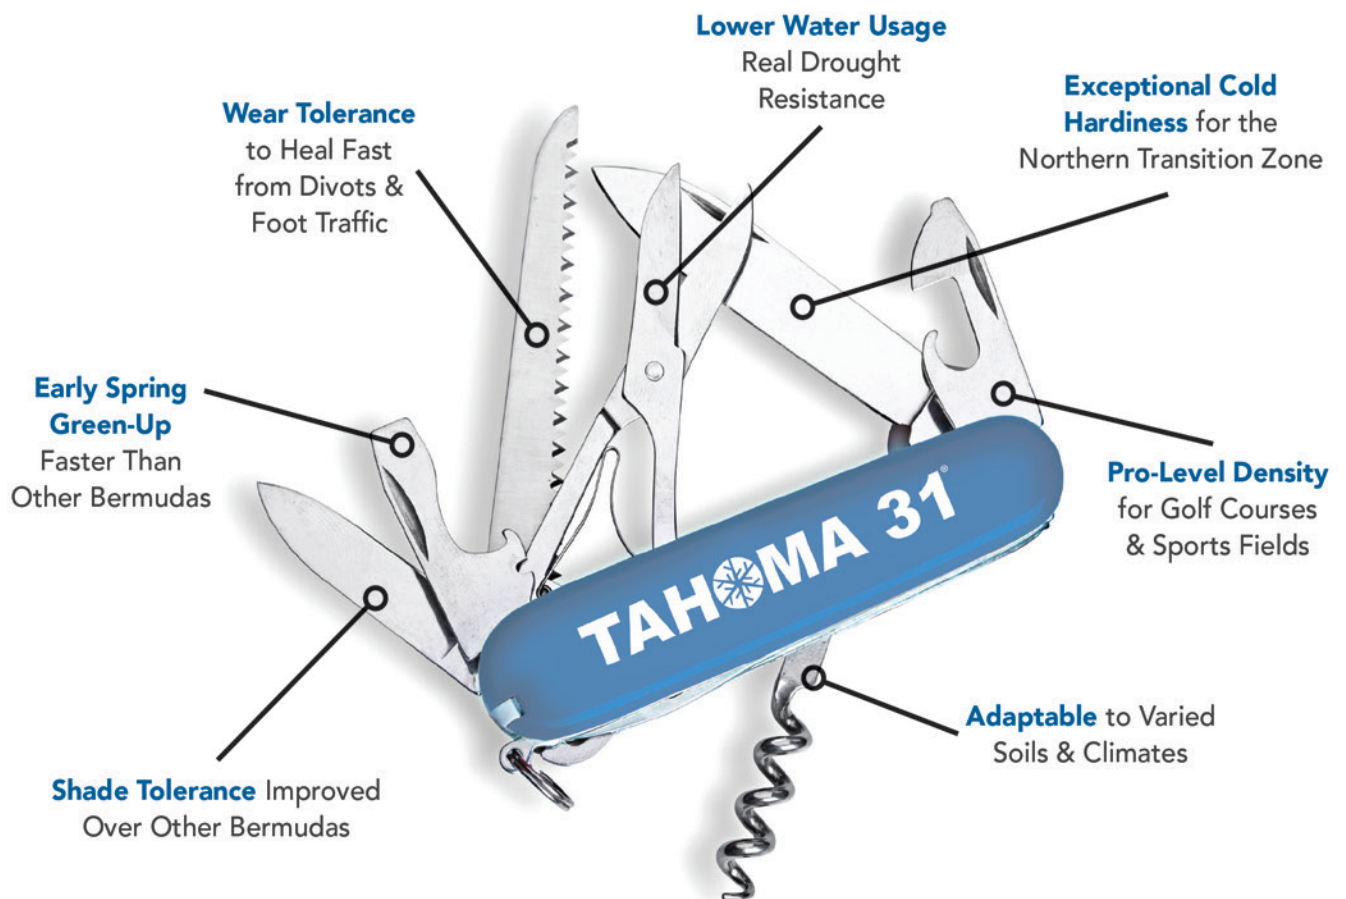 Lower Water Usage
Real Drought
Resistance
Exceptional Cold
Hardiness for the
Northern Transition Zone
Wear Tolerance
to Heal Fast
from Divots &
Foot Traffic
Early Spring
Green-Up
Faster Than
Other Bermudas
Pro-Level Density
for Golf Courses
& Sports Fields
TAHOMA 31®
Adaptable to Varied
Soils & Climates
Shade Tolerance Improved
Over Other Bermudas